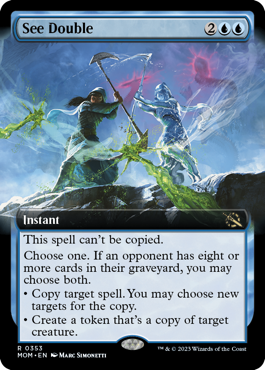 See Double 2
Instant
This spell can't be copied.
Choose one. If an opponent has eight or
more cards in their graveyard, you may
choose both.
• Copy target spell. You may choose new
targets for the copy.
• Create a token that's a copy of target
creature.
R 0353
MOM • EN Marc Simonetti ™ & © 2023 Wizards of the Coast